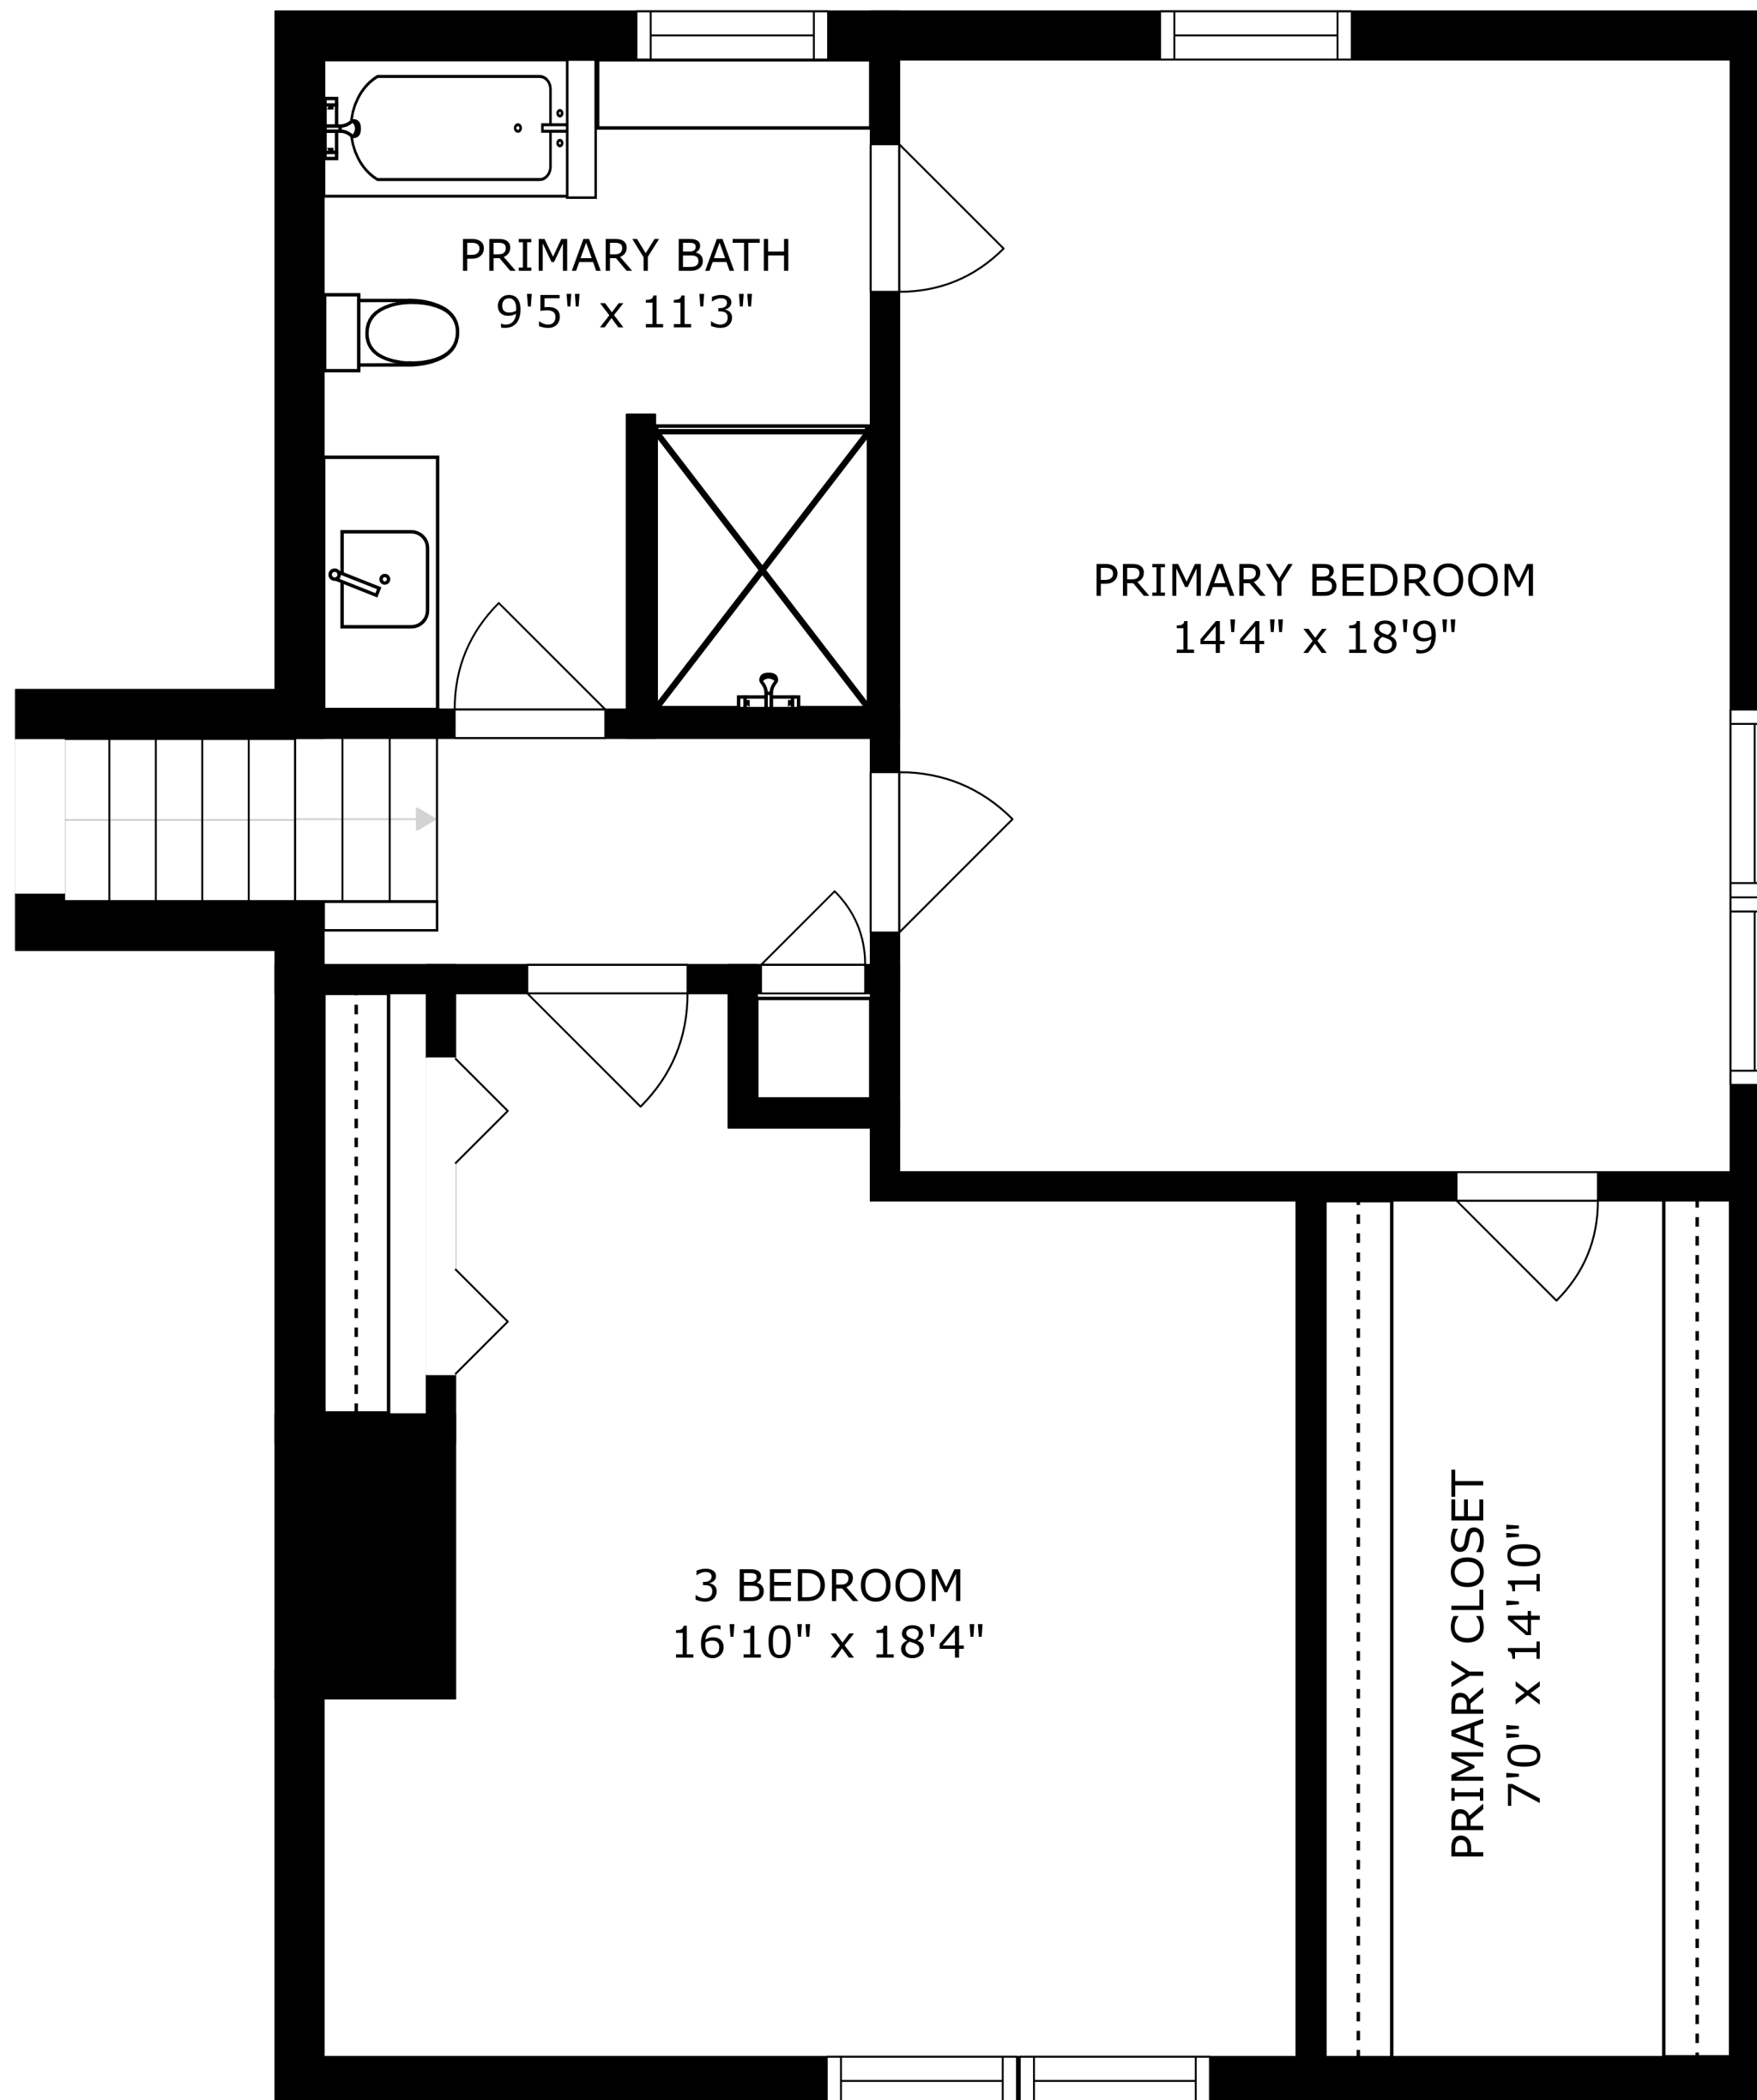 PRIMARY BATH
9'5" x 11'3"
PRIMARY BEDROOM
14'4" x 18'9"
3 BEDROOM
16'10" x 18'4"
PRIMARY CLOSET
7'0" x 14'10"